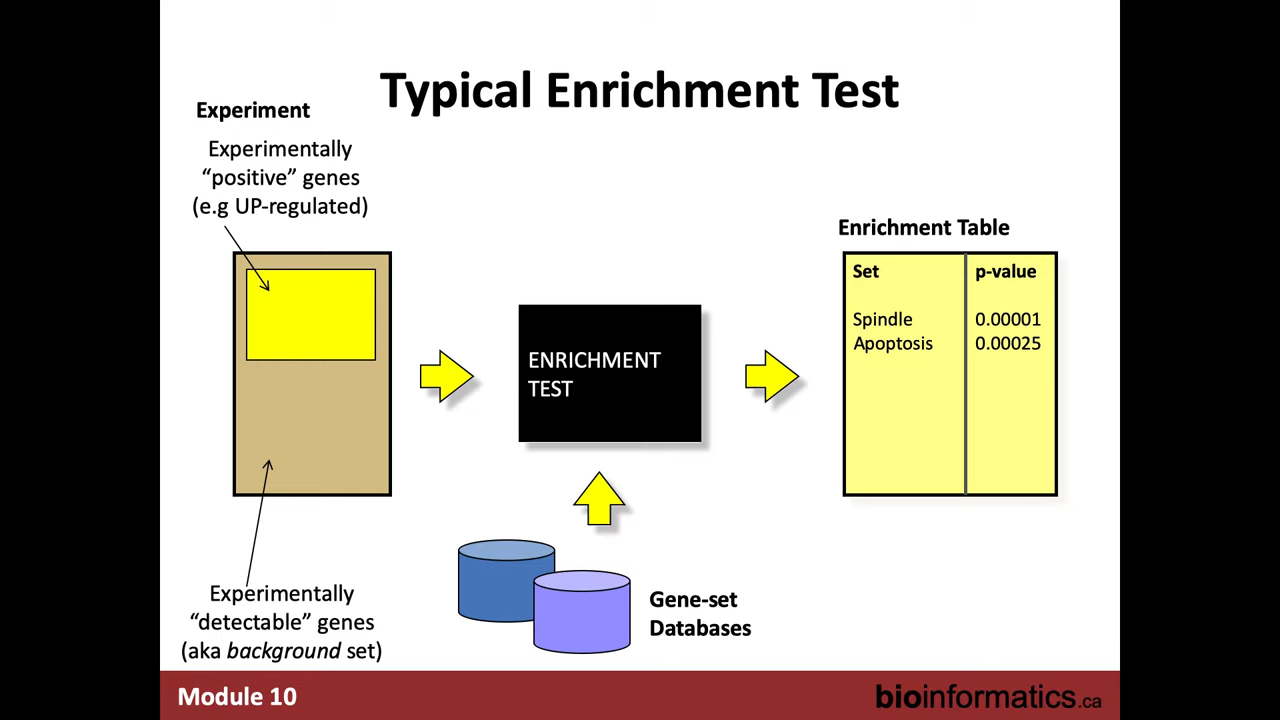 Typical Enrichment Test
Experiment
Experimentally
“positive” genes
(e.g UP-regulated)
Enrichment Table
Set p-value
Spindle 0.00001
Apoptosis 0.00025
ENRICHMENT
TEST
Gene-set
Databases
Experimentally
“detectable” genes
(aka background set)
Module 10
bioinformatics.ca